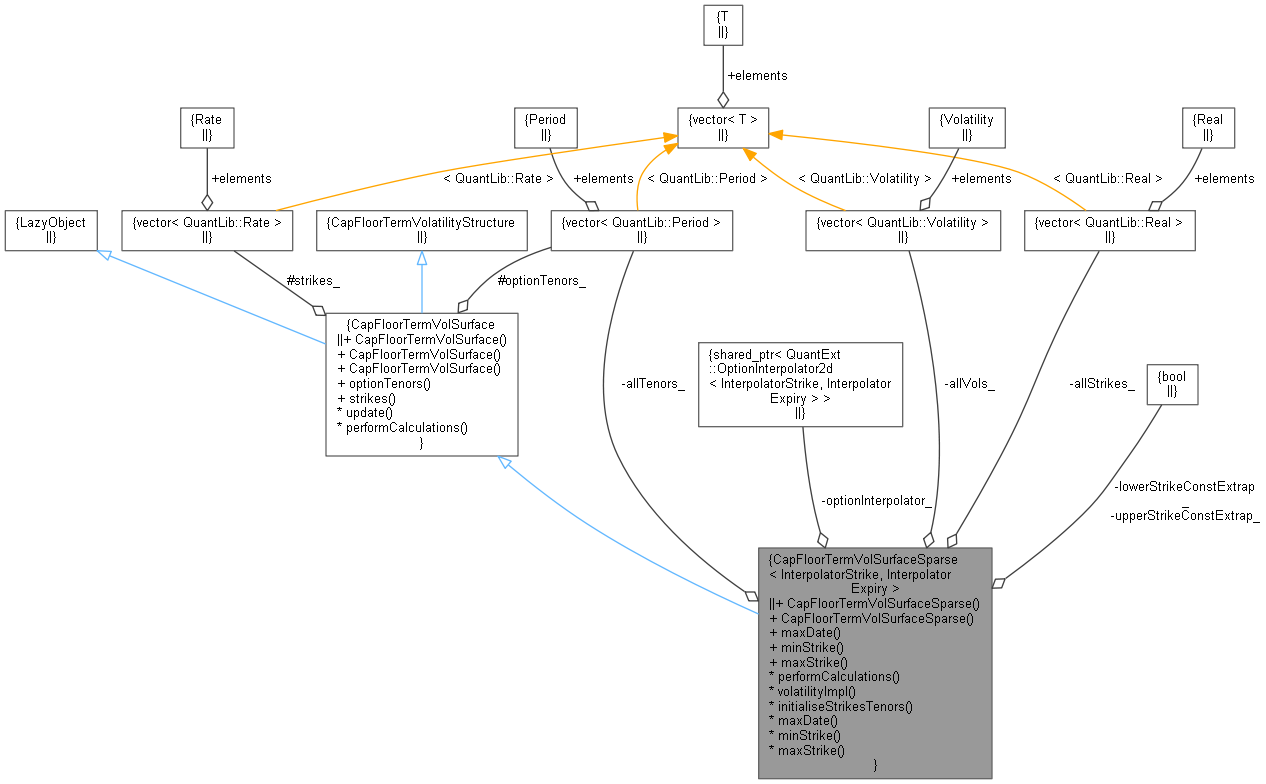 {T
||}
+elements
{Rate
||}
{Period
||}
{vector< T >
||}
{Volatility
||}
{Real
||}
+elements
< QuantLib::Rate >
+elements
< QuantLib::Period >
< QuantLib::Volatility >
+elements
< QuantLib::Real >
+elements
{LazyObject
||}
{vector< QuantLib::Rate >
||}
{CapFloorTermVolatilityStructure
||}
{vector< QuantLib::Period >
||}
{vector< QuantLib::Volatility >
||}
{vector< QuantLib::Real >
||}
#strikes_
#optionTenors_
{CapFloorTermVolSurface
||+ CapFloorTermVolSurface()
+ CapFloorTermVolSurface()
+ CapFloorTermVolSurface()
+ optionTenors()
+ strikes()
* update()
* performCalculations()
}
-allTenors_
{shared_ptr< QuantExt
::OptionInterpolator2d
< InterpolatorStrike, Interpolator
Expiry > >
||}
-allVols_
-allStrikes_
{bool
||}
-optionInterpolator_
-lowerStrikeConstExtrap
_
-upperStrikeConstExtrap_
{CapFloorTermVolSurfaceSparse
< InterpolatorStrike, Interpolator
Expiry >
||+ CapFloorTermVolSurfaceSparse()
+ CapFloorTermVolSurfaceSparse()
+ maxDate()
+ minStrike()
+ maxStrike()
* performCalculations()
* volatilityImpl()
* initialiseStrikesTenors()
* maxDate()
* minStrike()
* maxStrike()
}